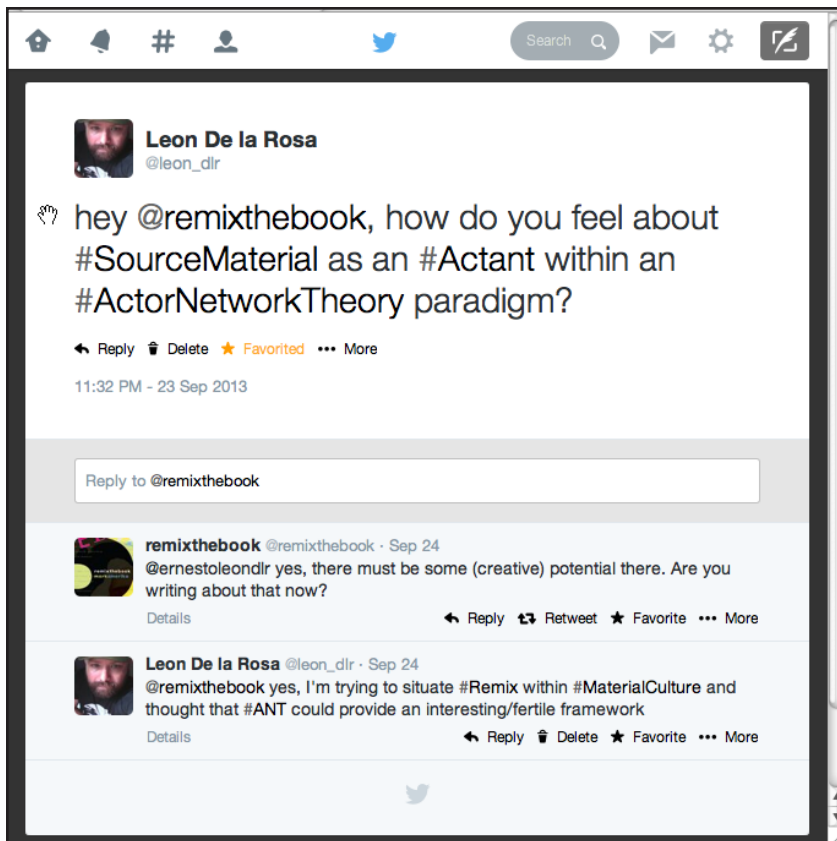 Search
Leon De la Rosa
@leon_dlr
hey @remixthebook, how do you feel about
#SourceMaterial as an #Actant within an
#ActorNetworkTheory paradigm?
Reply Delete Favorited More
11:32 PM - 23 Sep 2013
Reply to @remixthebook
remixthebook @remixthebook · Sep 24
@ernestoleondlr yes, there must be some (creative) potential there. Are you
writing about that now?
Details Reply Retweet Favorite More
Leon De la Rosa @leon_dlr · Sep 24
@remixthebook yes, I'm trying to situate #Remix within #MaterialCulture and
thought that #ANT could provide an interesting/fertile framework
Details Reply Delete Favorite More